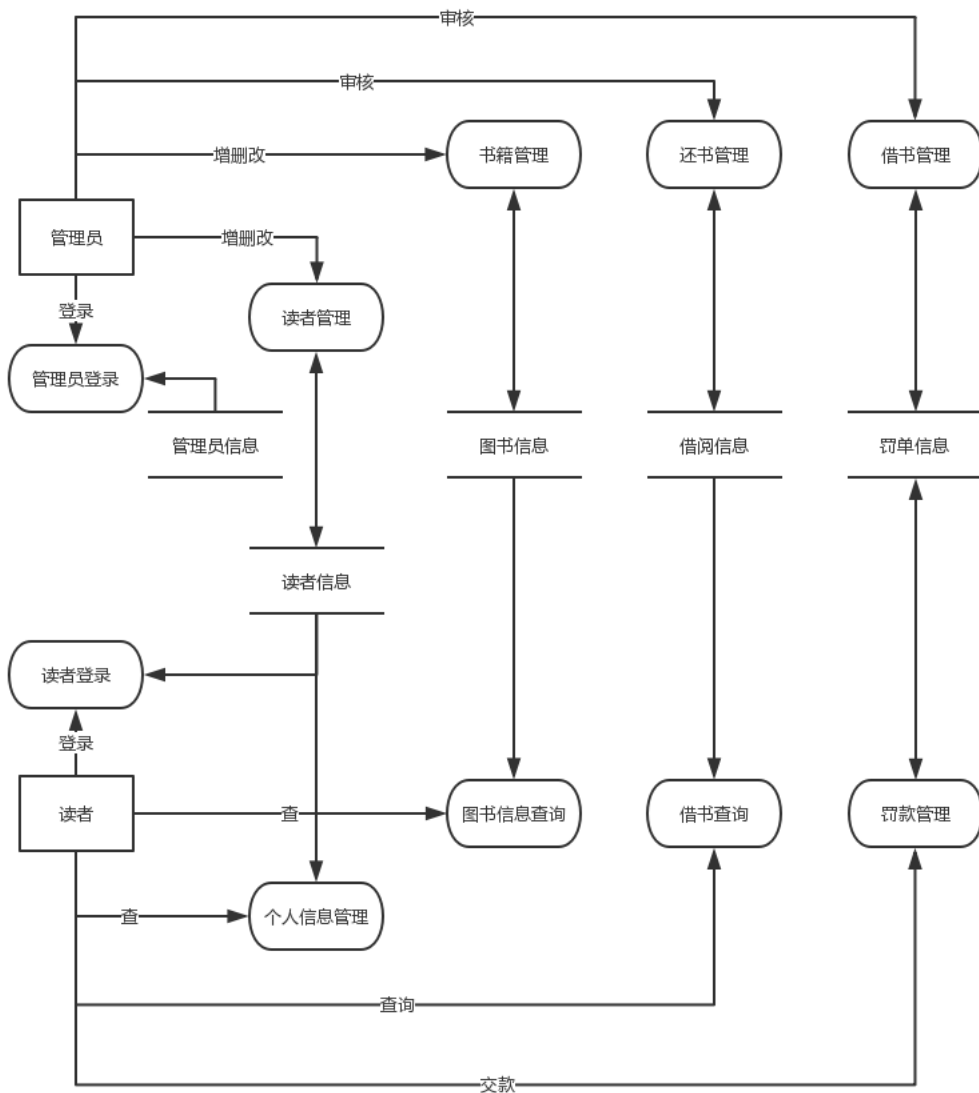 审核
审核
增删改
书籍管理
还书管理
借书管理
管理员
增删改
登录
读者管理
管理员登录
管理员信息
图书信息
借阅信息
罚单信息
读者信息
读者登录
登录
读者
查
图书信息查询
借书查询
罚款管理
查
个人信息管理
查询
交款